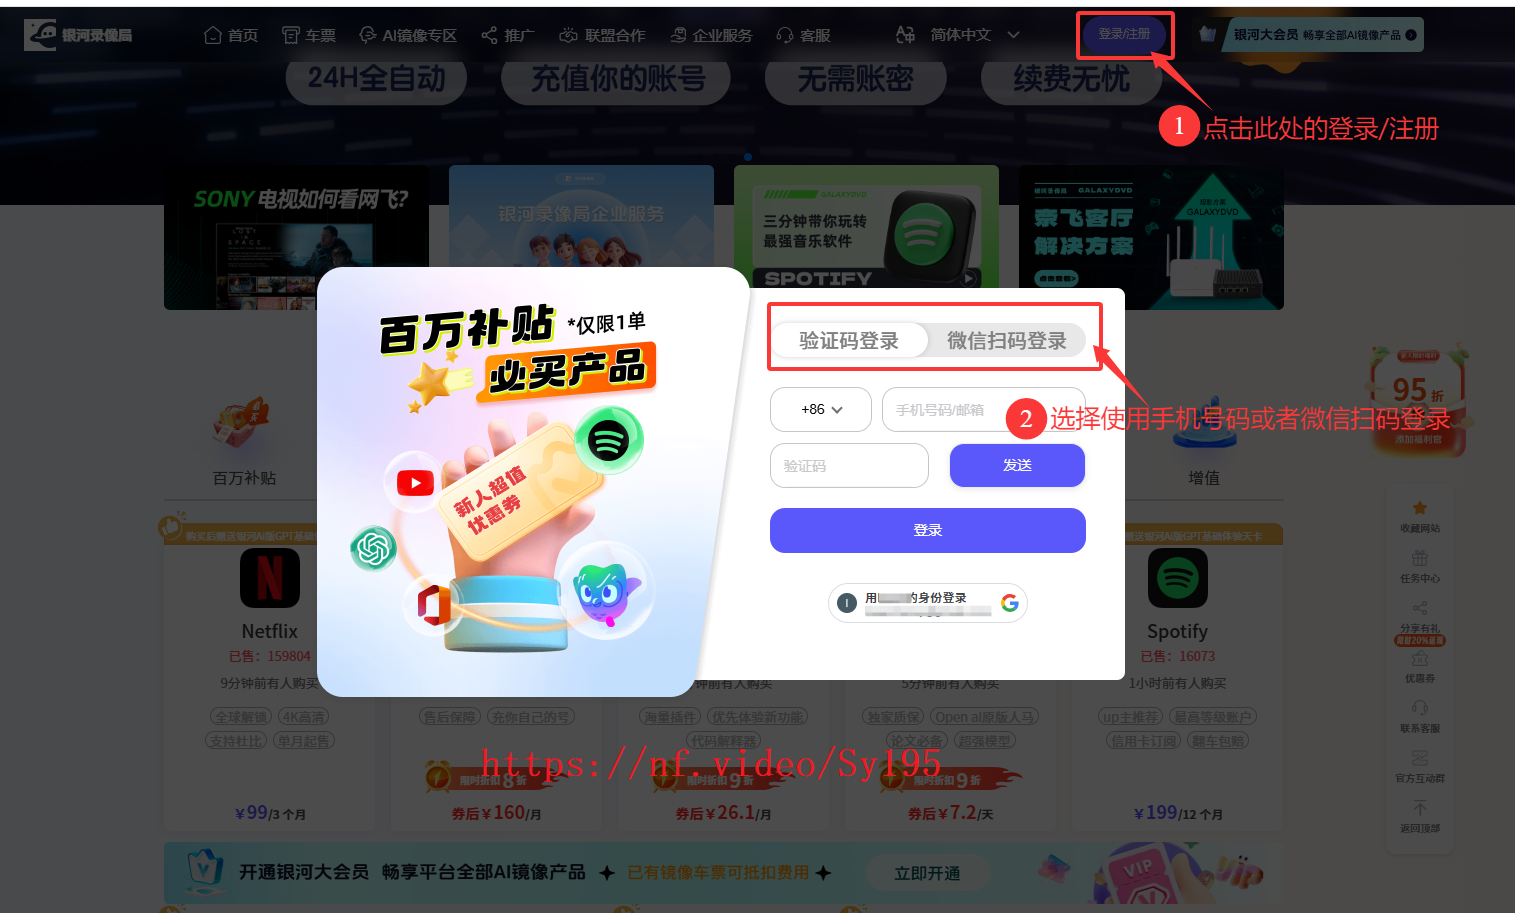 银河录像局
首页
车票
AI镜像专区
推广
联盟合作
企业服务
客服
简体中文
登录/注册
银河大会员 畅享全部AI镜像产品
24H全自动
充值你的账号
无需账密
续费无忧
1 点击此处的登录/注册
SONY 电视如何看网飞?
银河录像局企业服务
GALAXYDVD
三分钟带你玩转
最强音乐软件
SPOTIFY
银河录像局 GALAXYDVD
奈飞客厅
解决方案
GALAXYDVD
百万补贴 *仅限1单
必买产品
新人超值
优惠券
验证码登录
微信扫码登录
+86
手机号码/邮箱
2 选择使用手机号码或者微信扫码登录
验证码
发送
登录
的身份登录
95折
添加福利官
百万补贴
增值
收藏网站
任务中心
分享有礼
优惠券
联系客服
官方互动群
返回顶部
Netflix
已售：159804
9分钟前有人购买
全球解锁
4K高清
支持杜比
单月起售
￥99/3 个月
售后保障
充你自己的号
限时折扣8折
券后￥160/月
钟前有人购买
海量插件
优先体验新功能
代码解释器
限时折扣9折
券后￥26.1/月
5分钟前有人购买
独家质保
Open ai原版人马
论文必备
超强模型
限时折扣9折
券后￥7.2/天
Spotify
已售：16073
1小时前有人购买
up主推荐
最高等级账户
信用卡订阅
翻车包赔
￥199/12 个月
https://nf.video/Sy195
开通银河大会员 畅享平台全部AI镜像产品
已有镜像车票可抵扣费用
立即开通
VIP